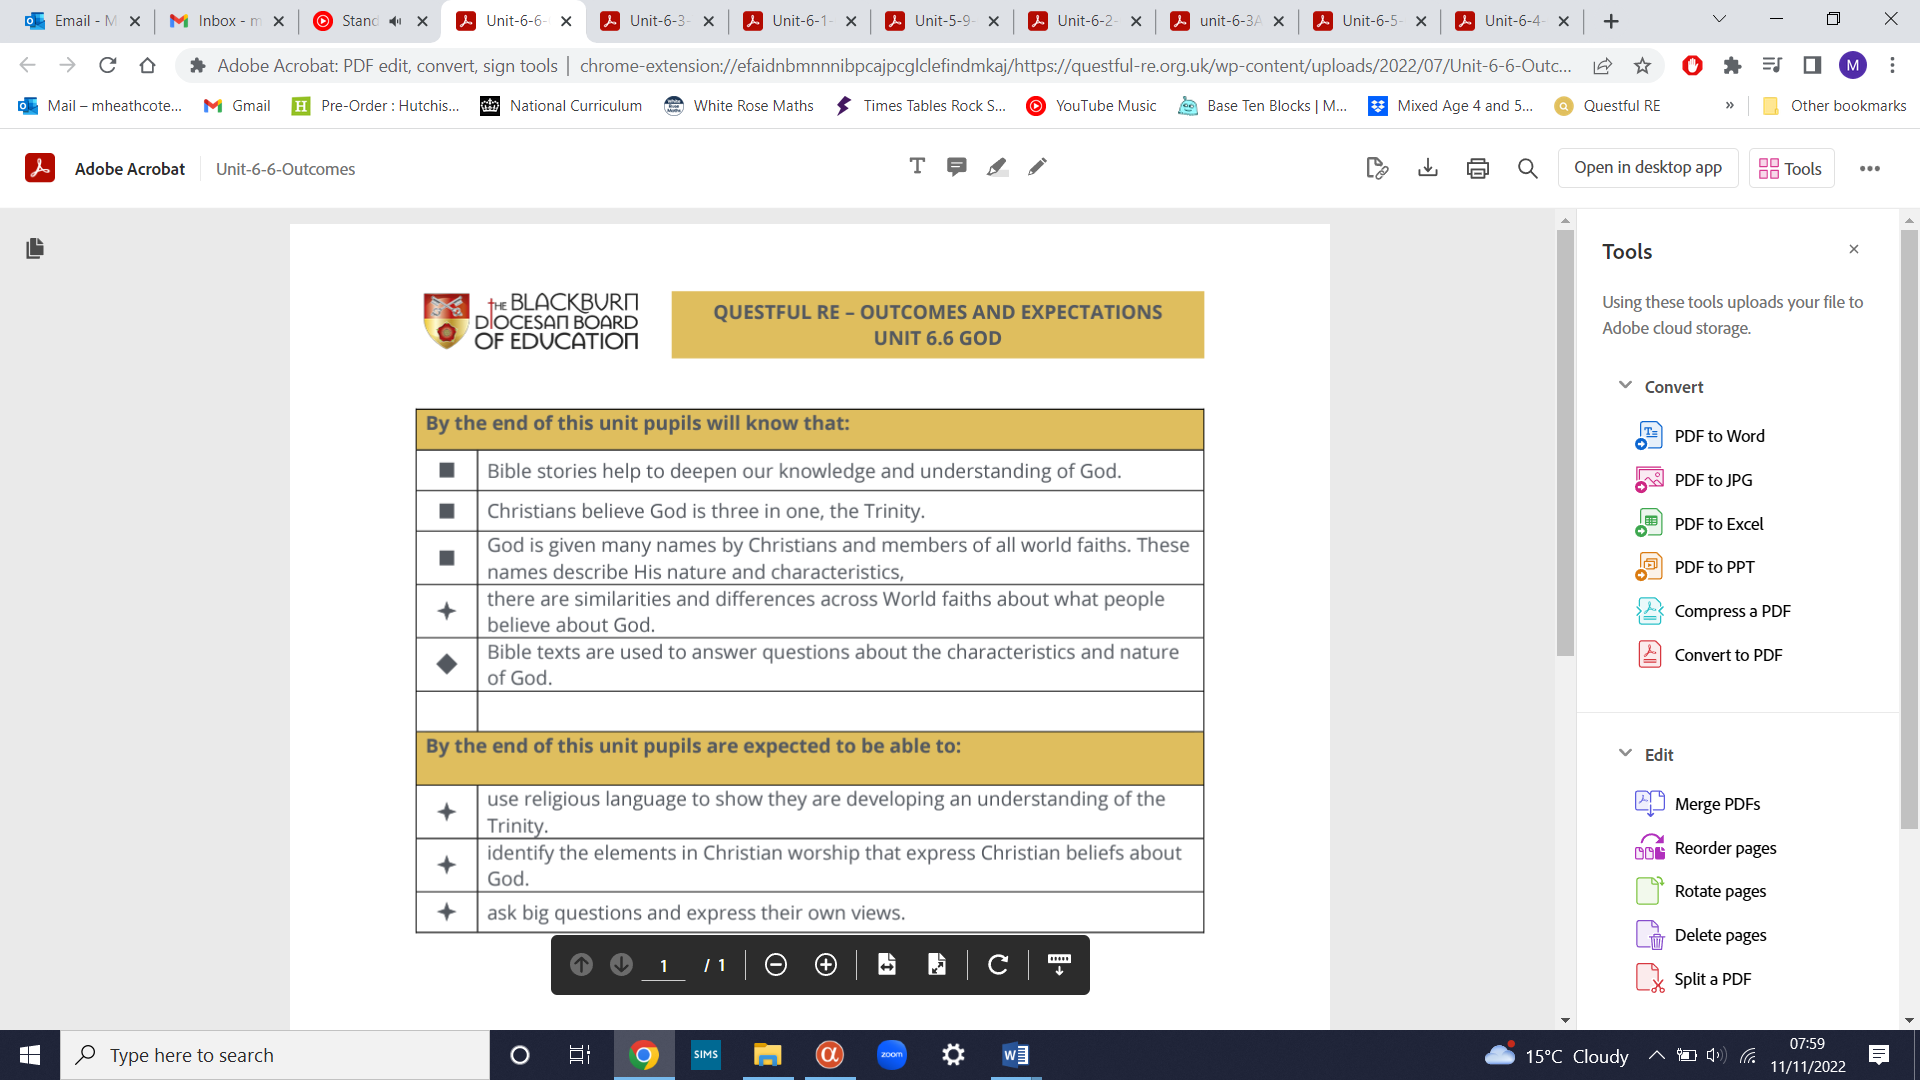 Email - M
Inbox - m
Stand
Unit-6-6-
Unit-6-3-
Unit-6-1-
Unit-5-9-
Unit-6-2-
unit-6-3A
Unit-6-5-
Unit-6-4-
Adobe Acrobat: PDF edit, convert, sign tools | chrome-extension://efaidnbmnnnibpcajpcglclefindmkaj/https://questful-re.org.uk/wp-content/uploads/2022/07/Unit-6-6-Outc...
M
Mail – mheathcote...
Gmail
H
Pre-Order : Hutchis...
National Curriculum
White Rose Maths
Times Tables Rock S...
YouTube Music
Base Ten Blocks | M...
Mixed Age 4 and 5...
Questful RE
»
Other bookmarks
Adobe Acrobat
Unit-6-6-Outcomes
Open in desktop app
Tools
THE BLACKBURN
DIOCESAN BOARD
OF EDUCATION
QUESTFUL RE – OUTCOMES AND EXPECTATIONS
UNIT 6.6 GOD
By the end of this unit pupils will know that:
Bible stories help to deepen our knowledge and understanding of God.
Christians believe God is three in one, the Trinity.
God is given many names by Christians and members of all world faiths. These
names describe His nature and characteristics,
there are similarities and differences across World faiths about what people
believe about God.
Bible texts are used to answer questions about the characteristics and nature
of God.
By the end of this unit pupils are expected to be able to:
use religious language to show they are developing an understanding of the
Trinity.
identify the elements in Christian worship that express Christian beliefs about
God.
ask big questions and express their own views.
1 / 1
Tools
Using these tools uploads your file to
Adobe cloud storage.
Convert
PDF to Word
PDF to JPG
PDF to Excel
PDF to PPT
Compress a PDF
Convert to PDF
Edit
Merge PDFs
Reorder pages
Rotate pages
Delete pages
Split a PDF
Type here to search
SIMS
zoom
15°C Cloudy
07:59
11/11/2022